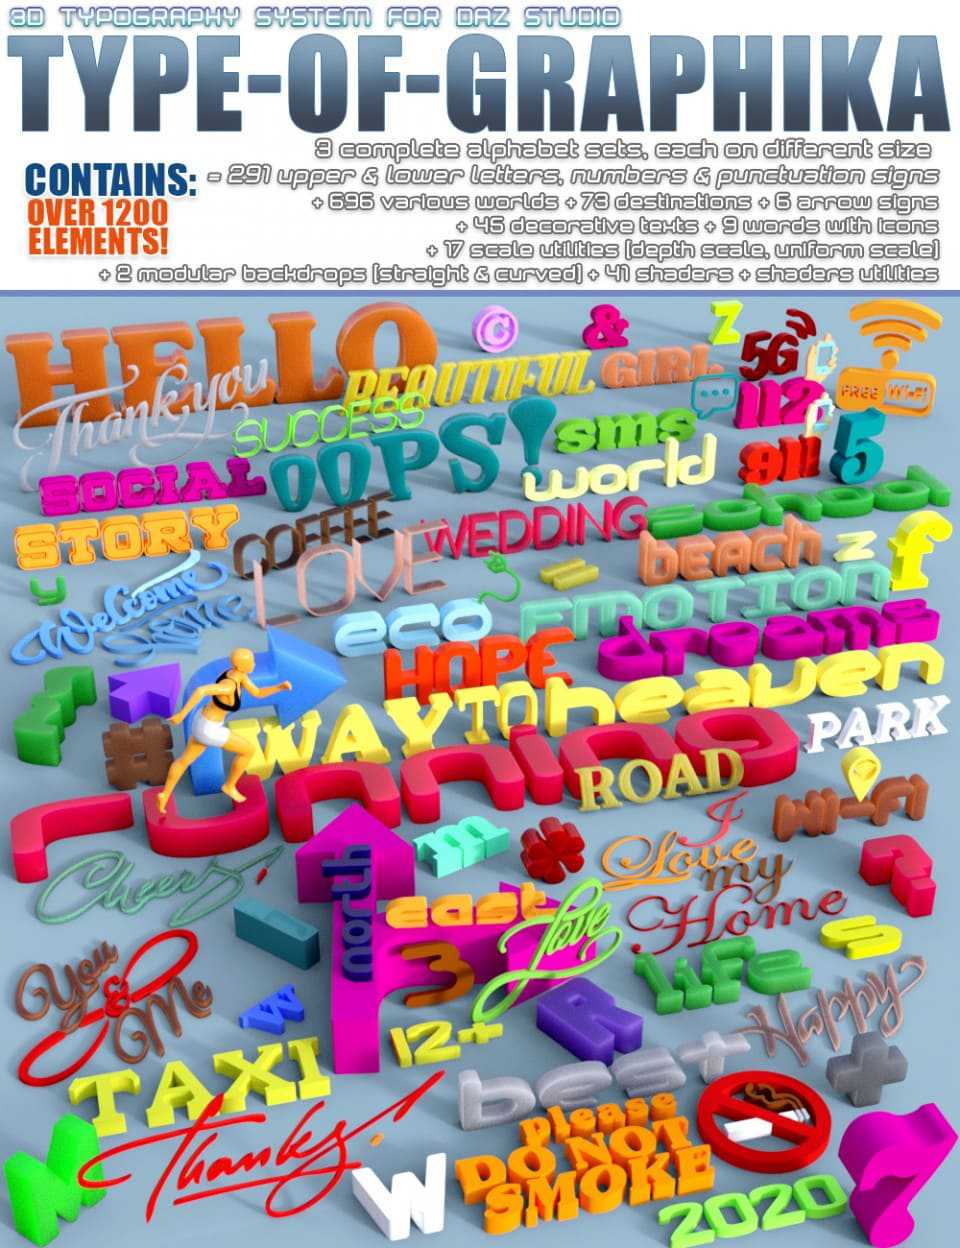 3D TYPOGRAPHY SYSTEM FOR DAZ STUDIO
TYPE-OF-GRAPHIKA
3 complete alphabet sets, each on different size
CONTAINS:
= 291 upper & lower letters, numbers & punctuation signs
OVER 1200
+ 696 various worlds + 73 destinations + 6 arrow signs
ELEMENTS!
+ 46 decorative texts + 9 words with icons
+ 17 scale utilities (depth scale, uniform scale)
+ 2 modular backdrops (straight & curved) + 41 shaders + shaders utilities
HELLO
©
&
Z
5G
Thank you
BEAUTIFUL
GIRL
112
FREE Wi-Fi
SUCCESS
OOPS!
sms
911
5
SOCIAL
world
school
STORY
COFFEE
WEDDING
beach
z
f
y
Welcome
Home
LOVE
=
eco
EMOTION
HOPE
dreams
#
WAY TO heaven
running
PARK
ROAD
wi-fi
Cheers!
north
m
I
Love
my
Home
?
east
Love
3
S
You
&
Me
W
life
R
Happy
12+
TAXI
best
+
Thanks!
please
DO NOT
SMOKE
W
2020
?